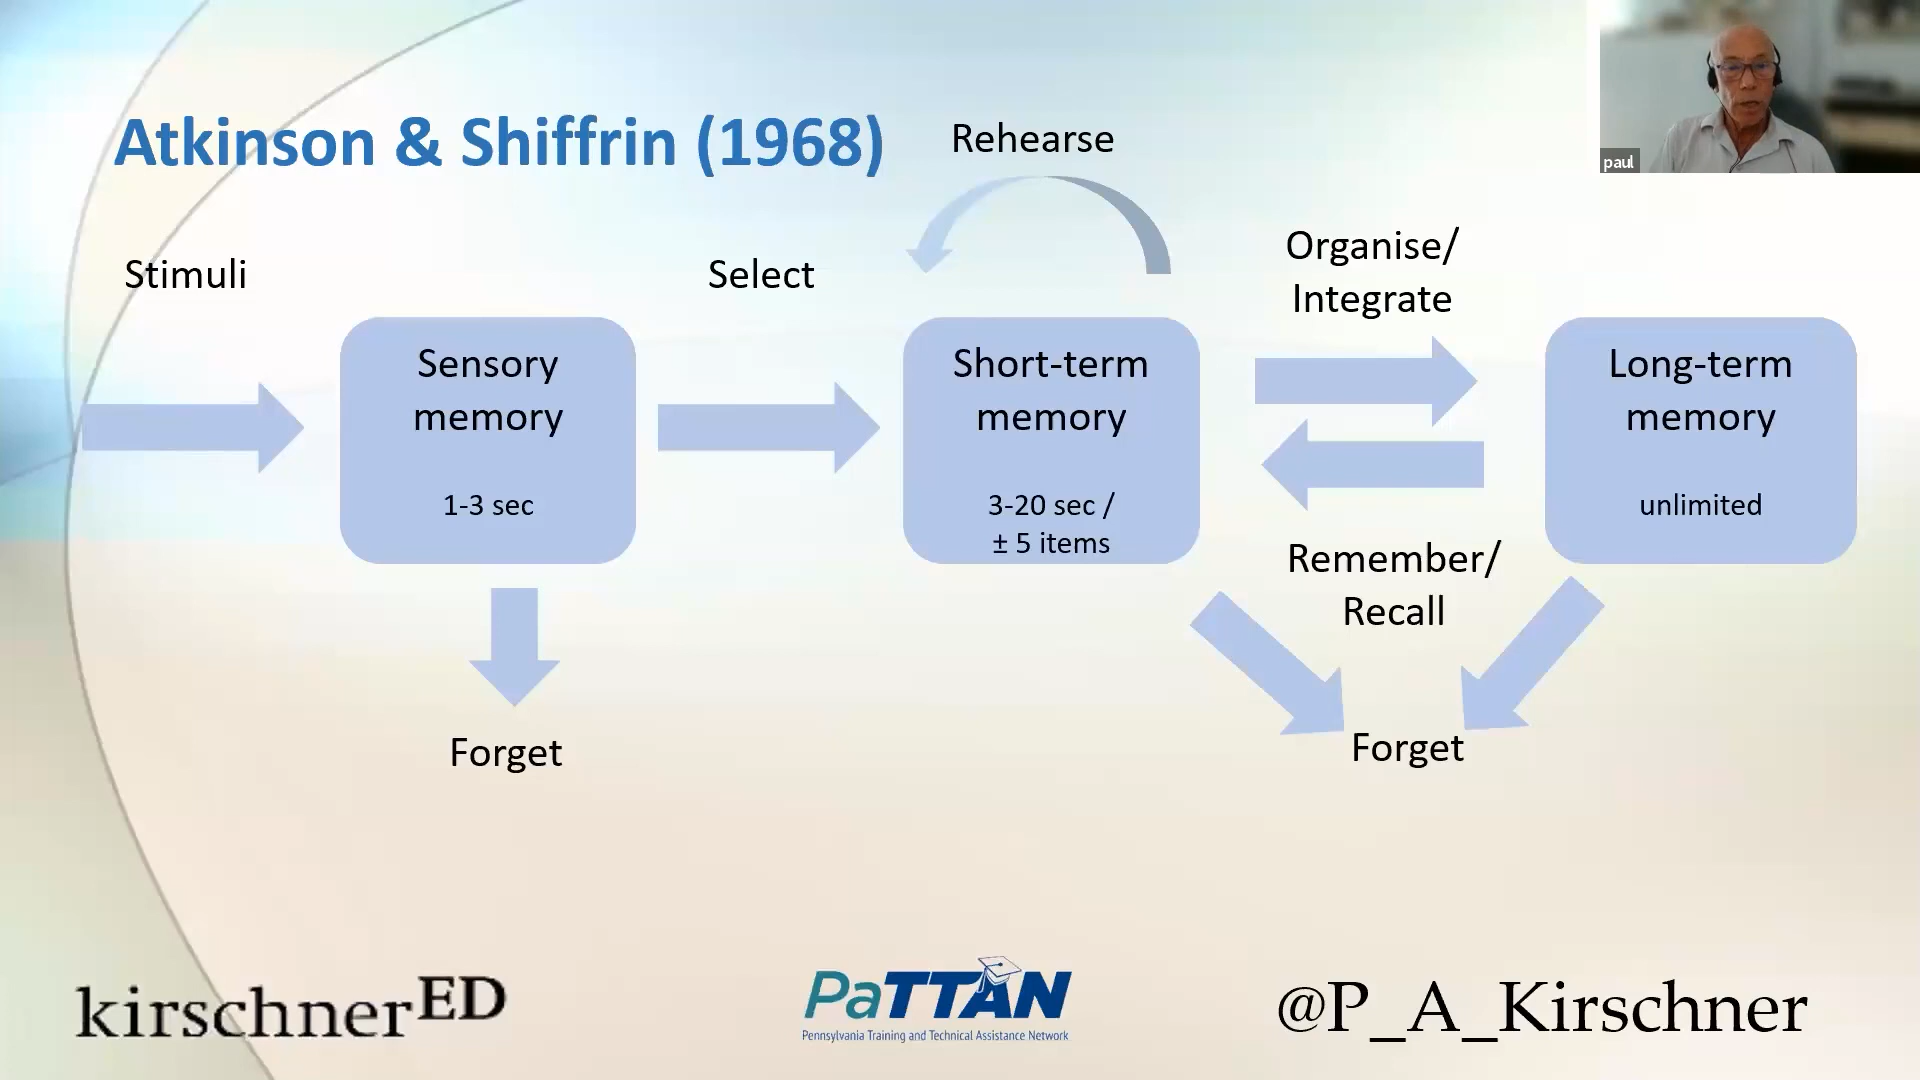 paul
Atkinson & Shiffrin (1968)
Rehearse
Stimuli
Select
Organise/
Integrate
Sensory
memory
1-3 sec
Short-term
memory
3-20 sec /
± 5 items
Long-term
memory
unlimited
Remember/
Recall
Forget
Forget
kirschnerED
PaTTAN
Pennsylvania Training and Technical Assistance Network
@P_A_Kirschner